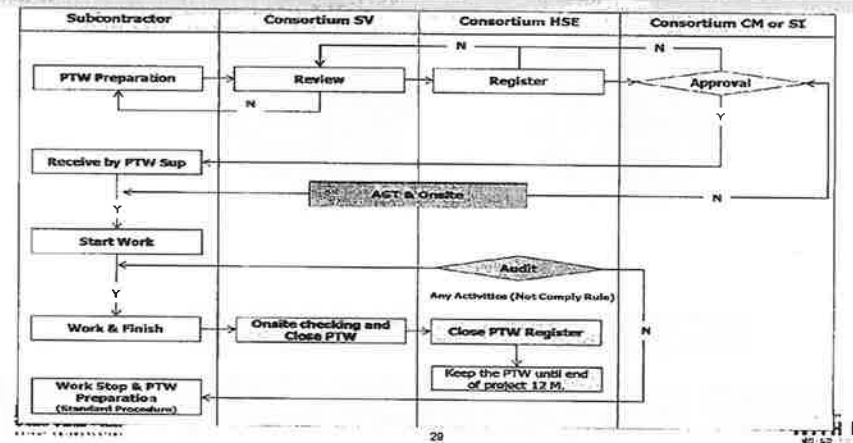 Subcontractor
Consortium SV
Consortium HSE
Consortium CM or SI
N
N
PTW Preparation
Review
Register
Approval
N
Y
Receive by PTW Sup
AST & Onsite
N
Y
Start Work
Audit
Any Activities (Not Comply Rule)
Y
N
Work & Finish
Onsite checking and
Close PTW
Close PTW Register
Keep the PTW until end
of project 12 M.
Work Stop & PTW
Preparation
(Standard Procedure)